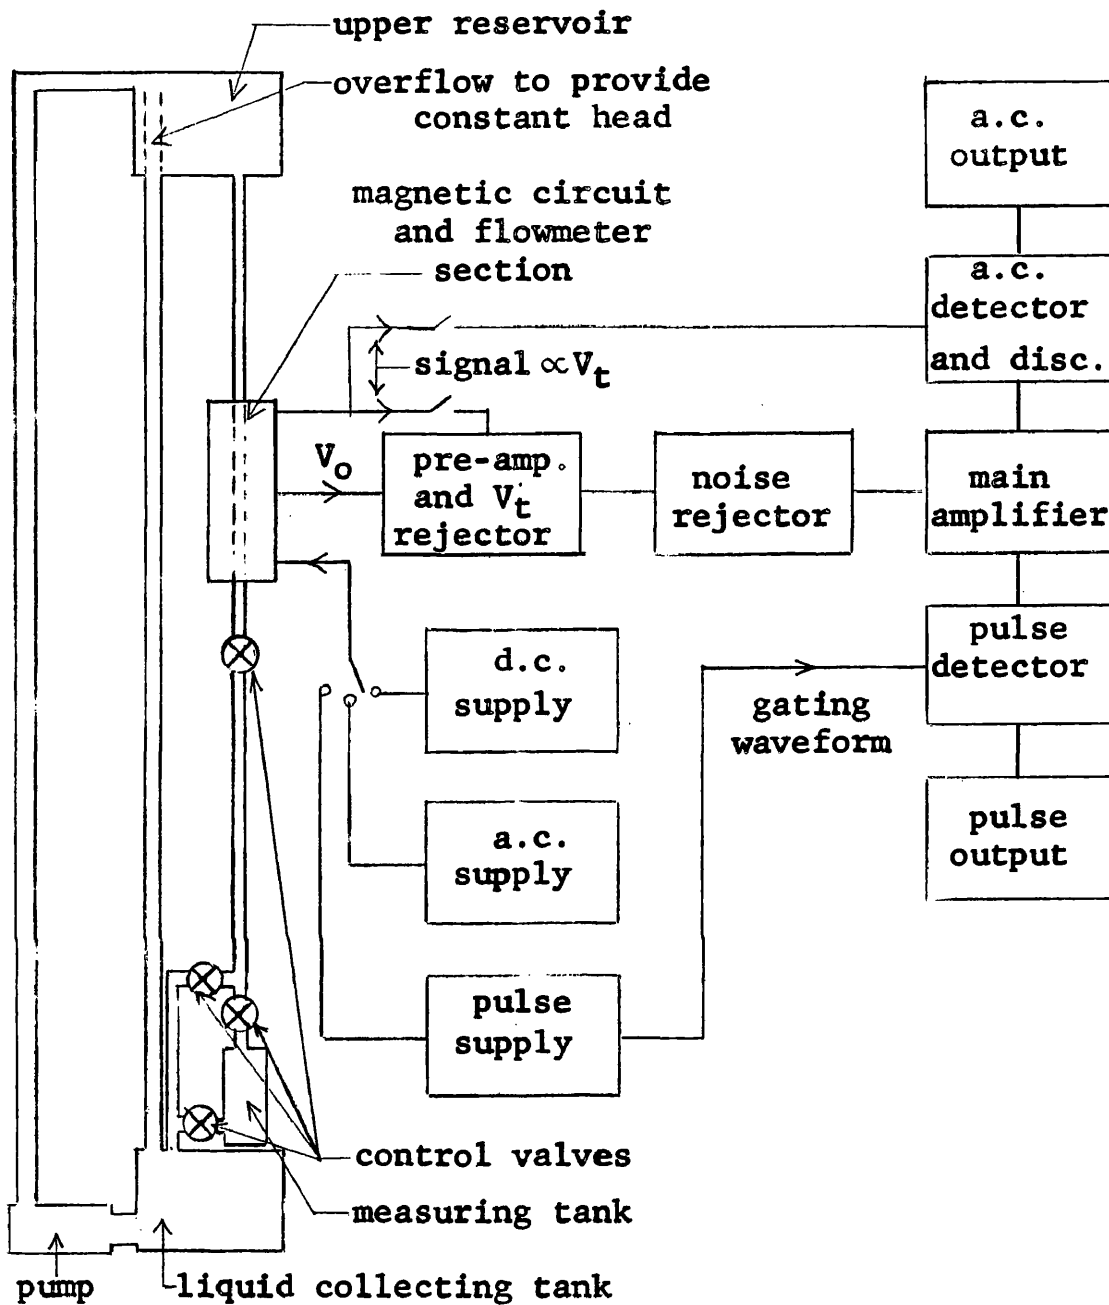 upper reservoir
overflow to provide
constant head
magnetic circuit
and flowmeter
section
signal ∝ Vt
Vo
pre-amp.
and Vt
rejector
noise
rejector
a.c.
output
a.c.
detector
and disc.
main
amplifier
pulse
detector
pulse
output
gating
waveform
d.c.
supply
a.c.
supply
pulse
supply
control valves
measuring tank
pump
liquid collecting tank